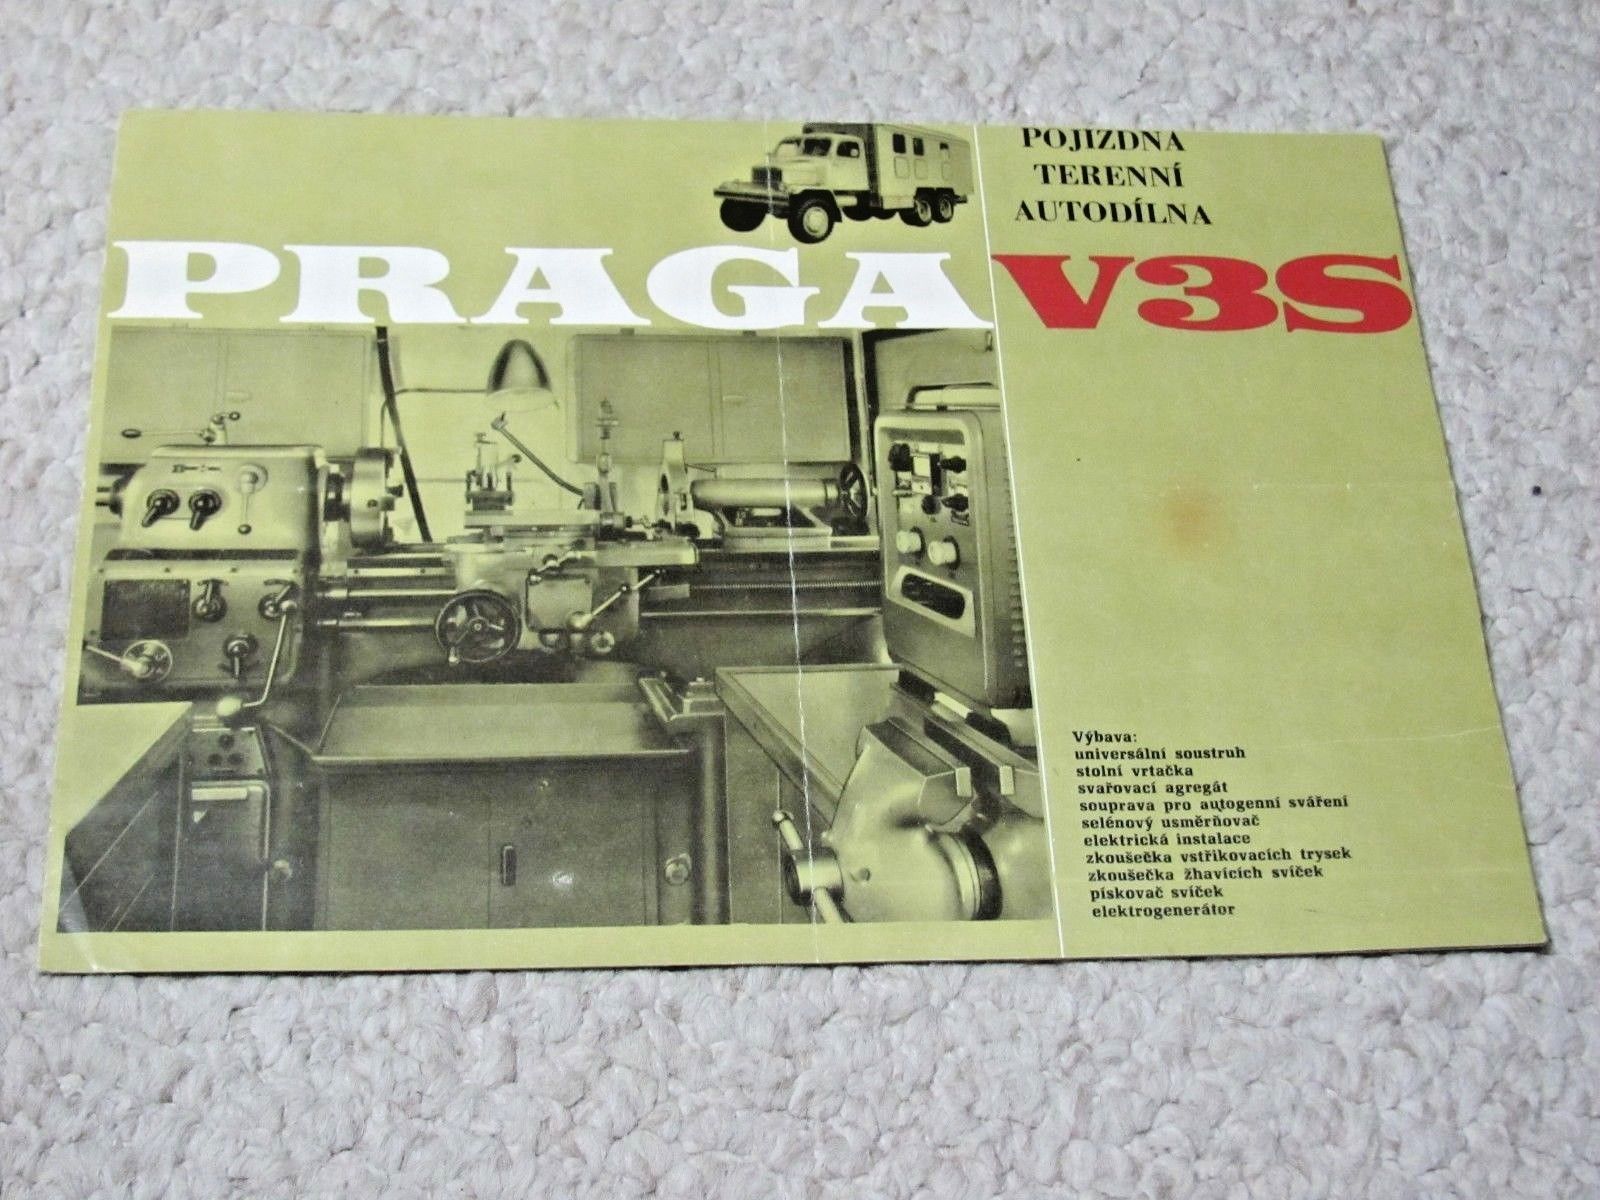 POJIZDNA
TERENNÍ
AUTODÍLNA
PRAGA V3S
Výbava:
universální soustruh
stolní vrtačka
svařovací agregát
souprava pro autogenní sváření
selénový usměrňovač
elektrická instalace
zkoušečka vstřikovacích trysek
zkoušečka žhavících svíček
pískovač svíček
elektrogenerátor